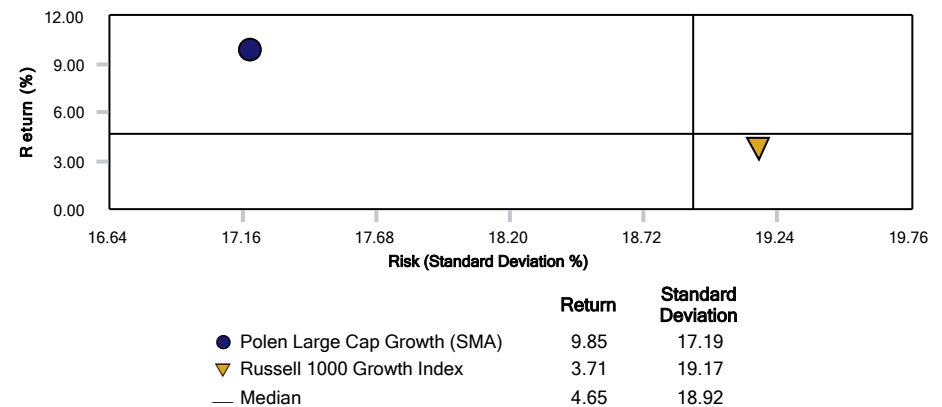 12.00
9.00
6.00
3.00
0.00
Return (%)
16.64 17.16 17.68 18.20 18.72 19.24 19.76
Risk (Standard Deviation %)
Return Standard Deviation
Polen Large Cap Growth (SMA) 9.85 17.19
Russell 1000 Growth Index 3.71 19.17
Median 4.65 18.92